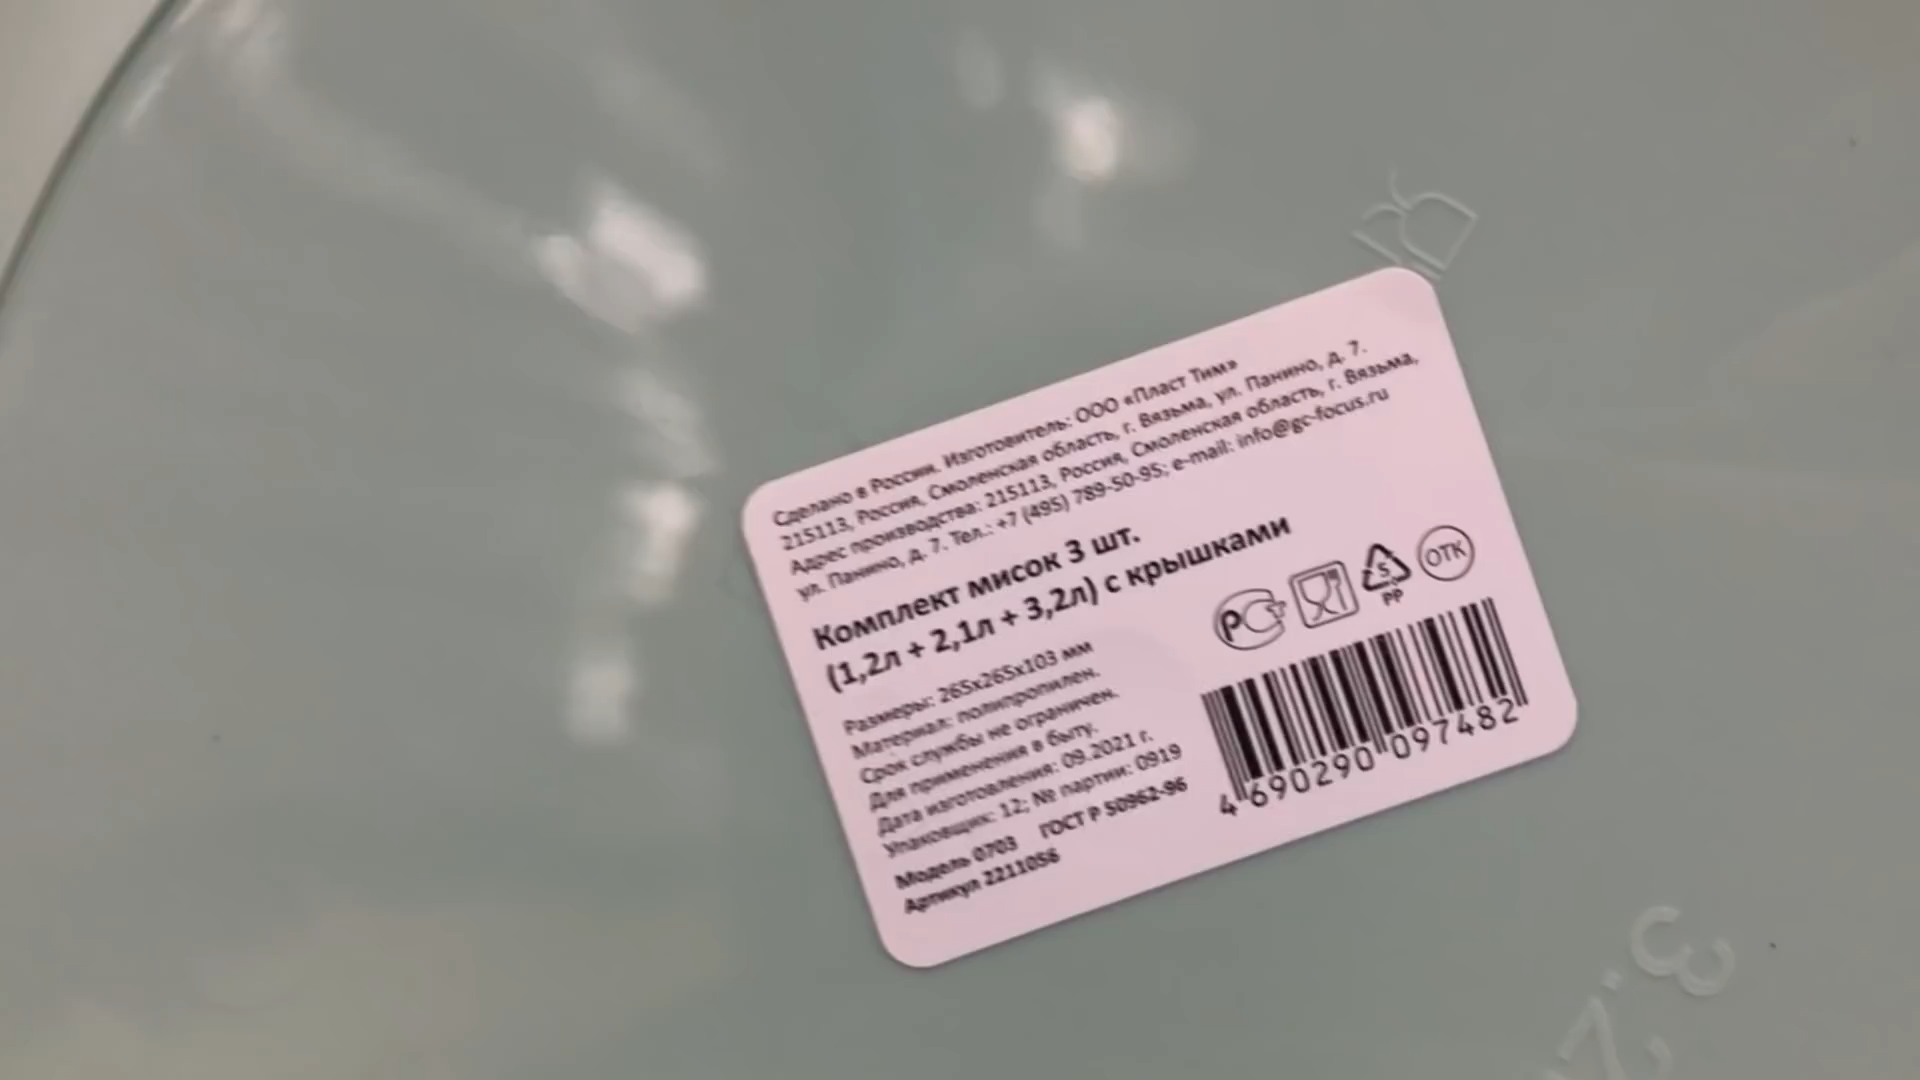 Сделано в России. Изготовитель: ООО «Пласт Тим»
215113, Россия, Смоленская область, г. Вязьма, ул. Панино, д. 7.
Адрес производства: 215113, Россия, Смоленская область, г. Вязьма,
ул. Панино, д. 7. Тел.: +7 (495) 789-50-95; e-mail: info@gc-focus.ru
Комплект мисок 3 шт.
(1,2л + 2,1л + 3,2л) с крышками
Размеры: 265х265х103 мм
Материал: полипропилен.
Срок службы не ограничен.
Для применения в быту.
Дата изготовления: 09.2021 г.
Упаковщик: 12; № партии: 0919
Модель 0703 ГОСТ Р 50962-96
Артикул 2211056
РСТ
5
PP
ОТК
4 690290 097482
3.2